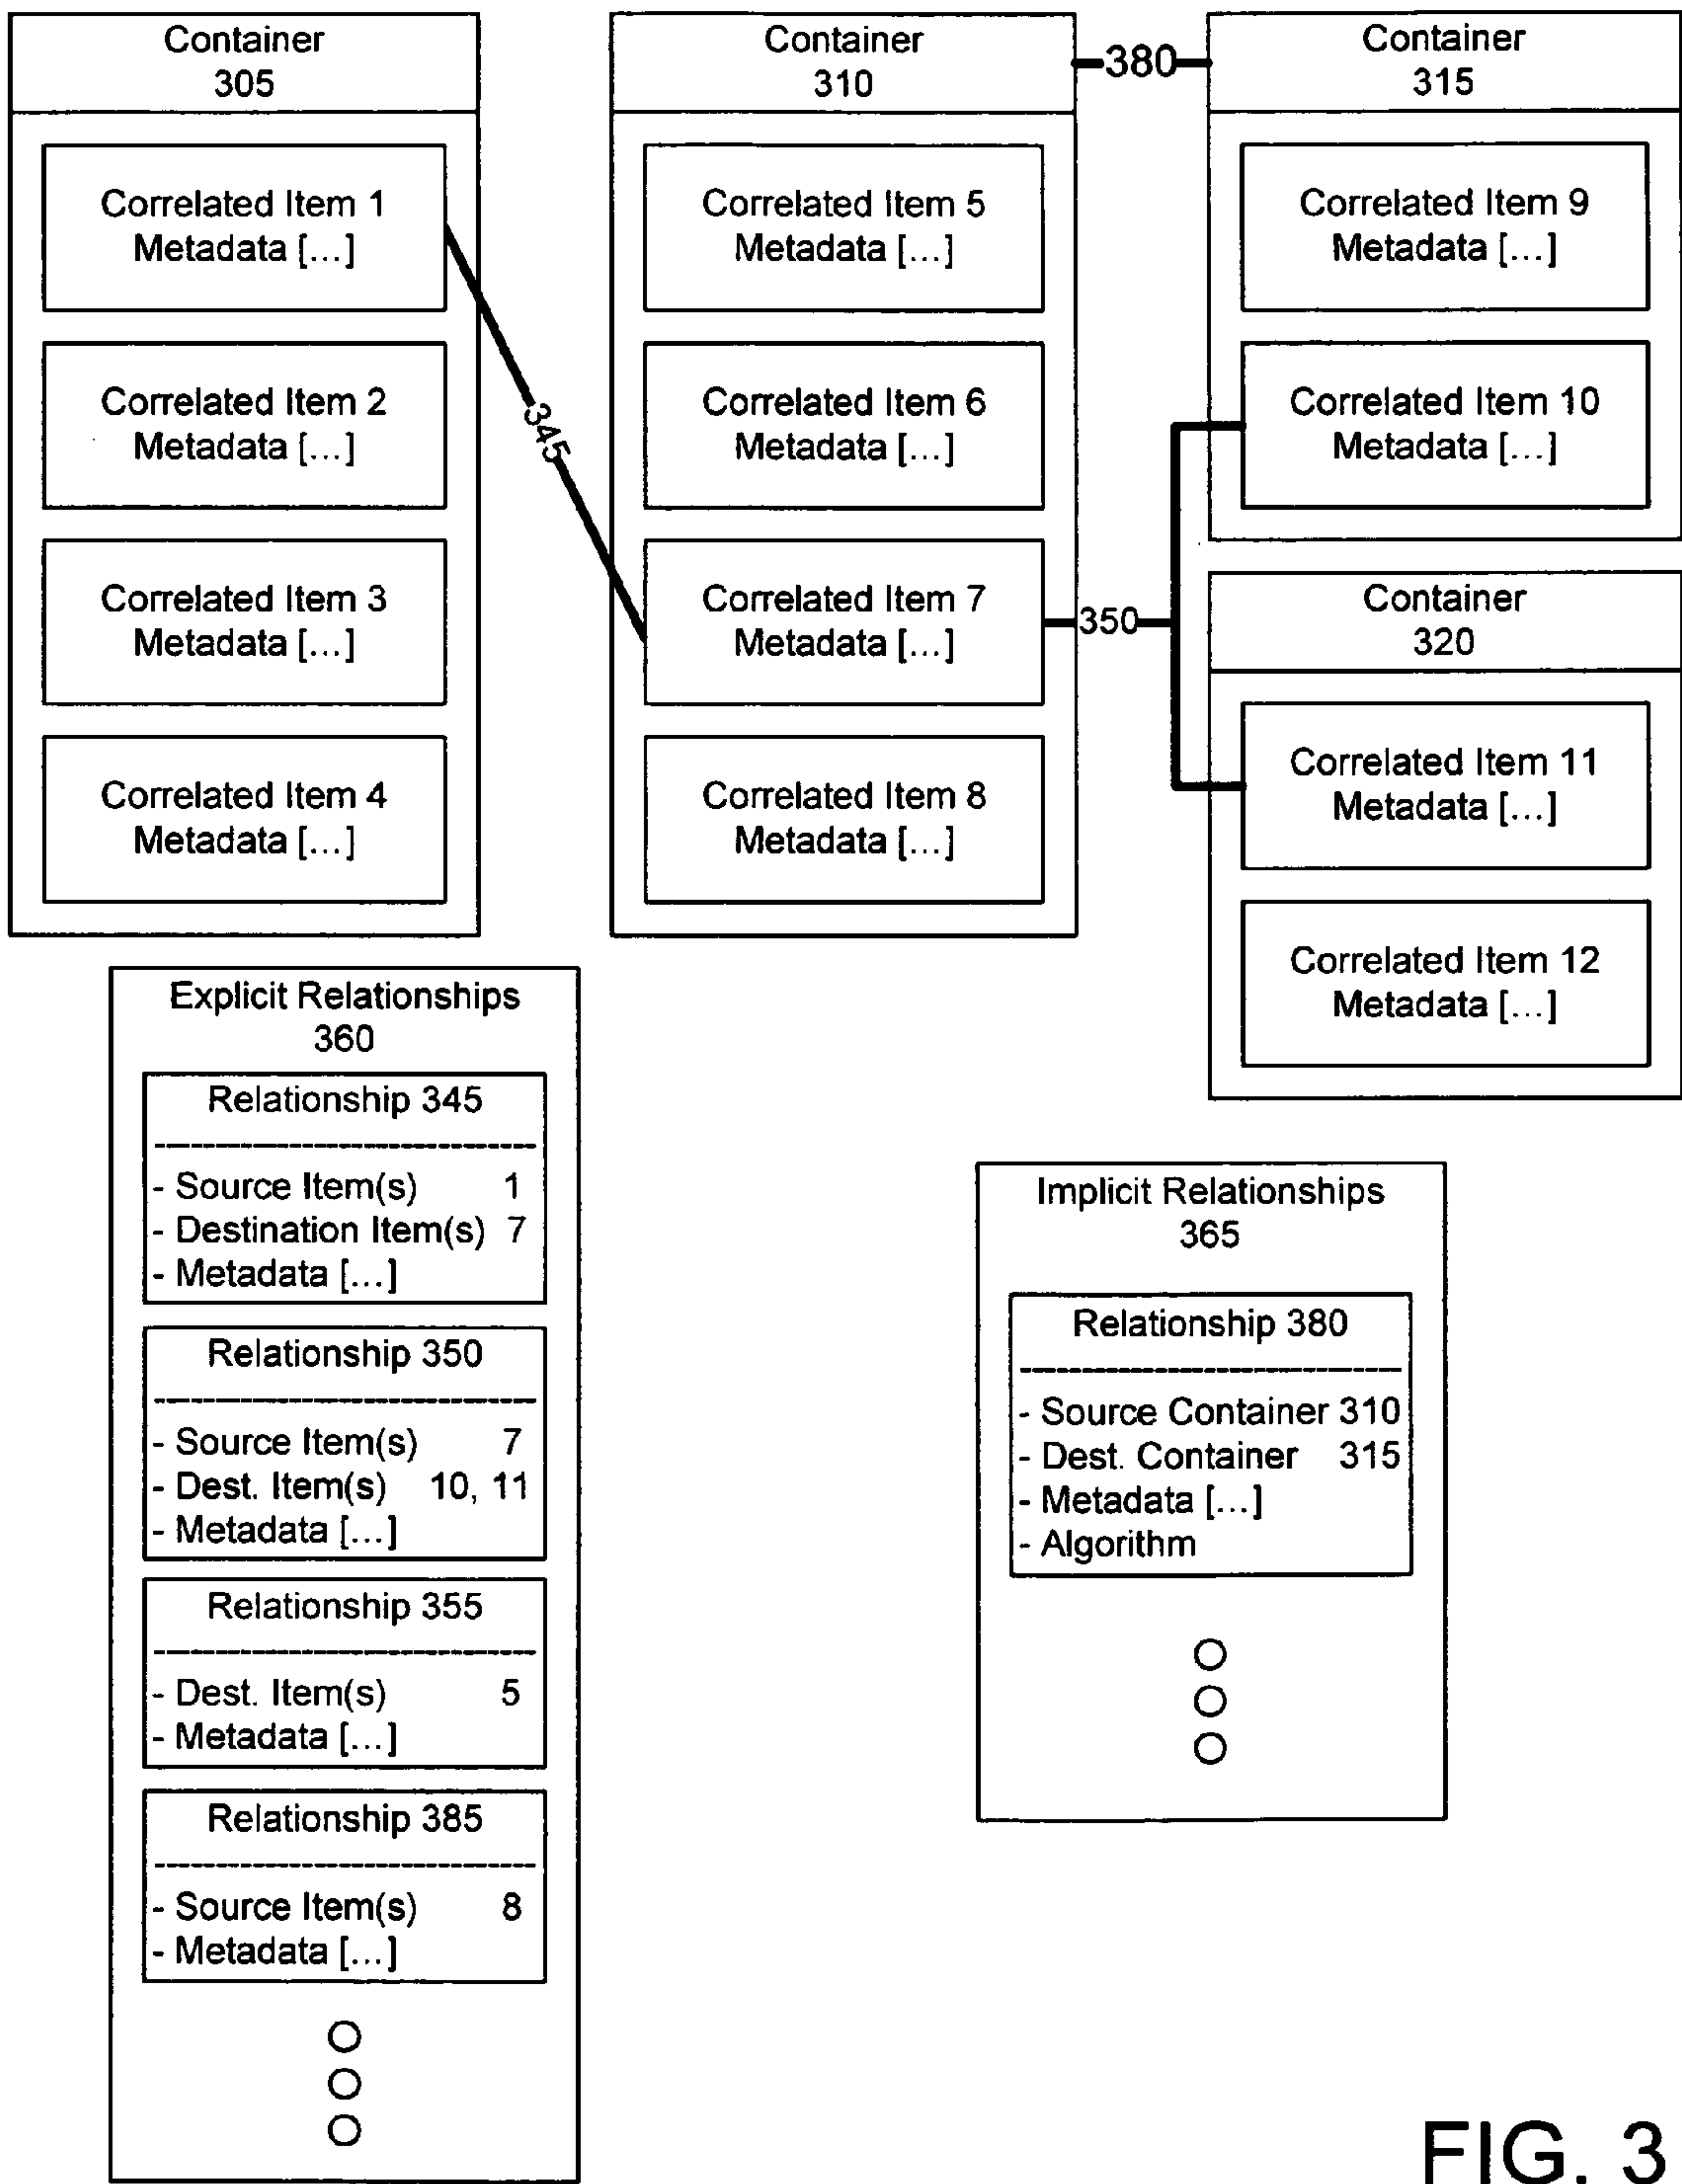 Container
305
Correlated Item 1
Metadata [...]
Correlated Item 2
Metadata [...]
Correlated Item 3
Metadata [...]
Correlated Item 4
Metadata [...]
345
Container
310
Correlated Item 5
Metadata [...]
Correlated Item 6
Metadata [...]
Correlated Item 7
Metadata [...]
Correlated Item 8
Metadata [...]
380
350
Container
315
Correlated Item 9
Metadata [...]
Correlated Item 10
Metadata [...]
Container
320
Correlated Item 11
Metadata [...]
Correlated Item 12
Metadata [...]
Explicit Relationships
360
Relationship 345
- Source Item(s) 1
- Destination Item(s) 7
- Metadata [...]
Relationship 350
- Source Item(s) 7
- Dest. Item(s) 10, 11
- Metadata [...]
Relationship 355
- Dest. Item(s) 5
- Metadata [...]
Relationship 385
- Source Item(s) 8
- Metadata [...]
Implicit Relationships
365
Relationship 380
- Source Container 310
- Dest. Container 315
- Metadata [...]
- Algorithm
FIG. 3